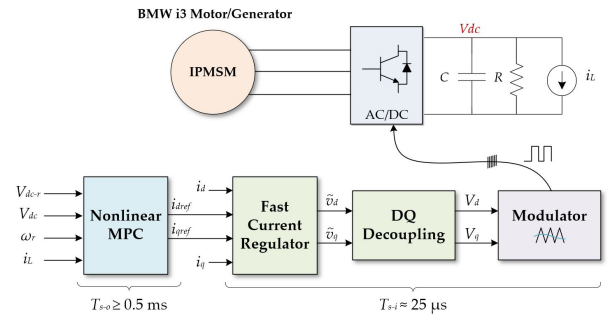 BMW i3 Motor/Generator
IPMSM
AC/DC
Vdc
C
R
iL
Vdc-r
Vdc
ωr
iL
Nonlinear
MPC
idref
iqref
id
iq
Fast
Current
Regulator
ṽd
ṽq
DQ
Decoupling
Vd
Vq
Modulator
Ts-o ≥ 0.5 ms
Ts-i ≈ 25 μs